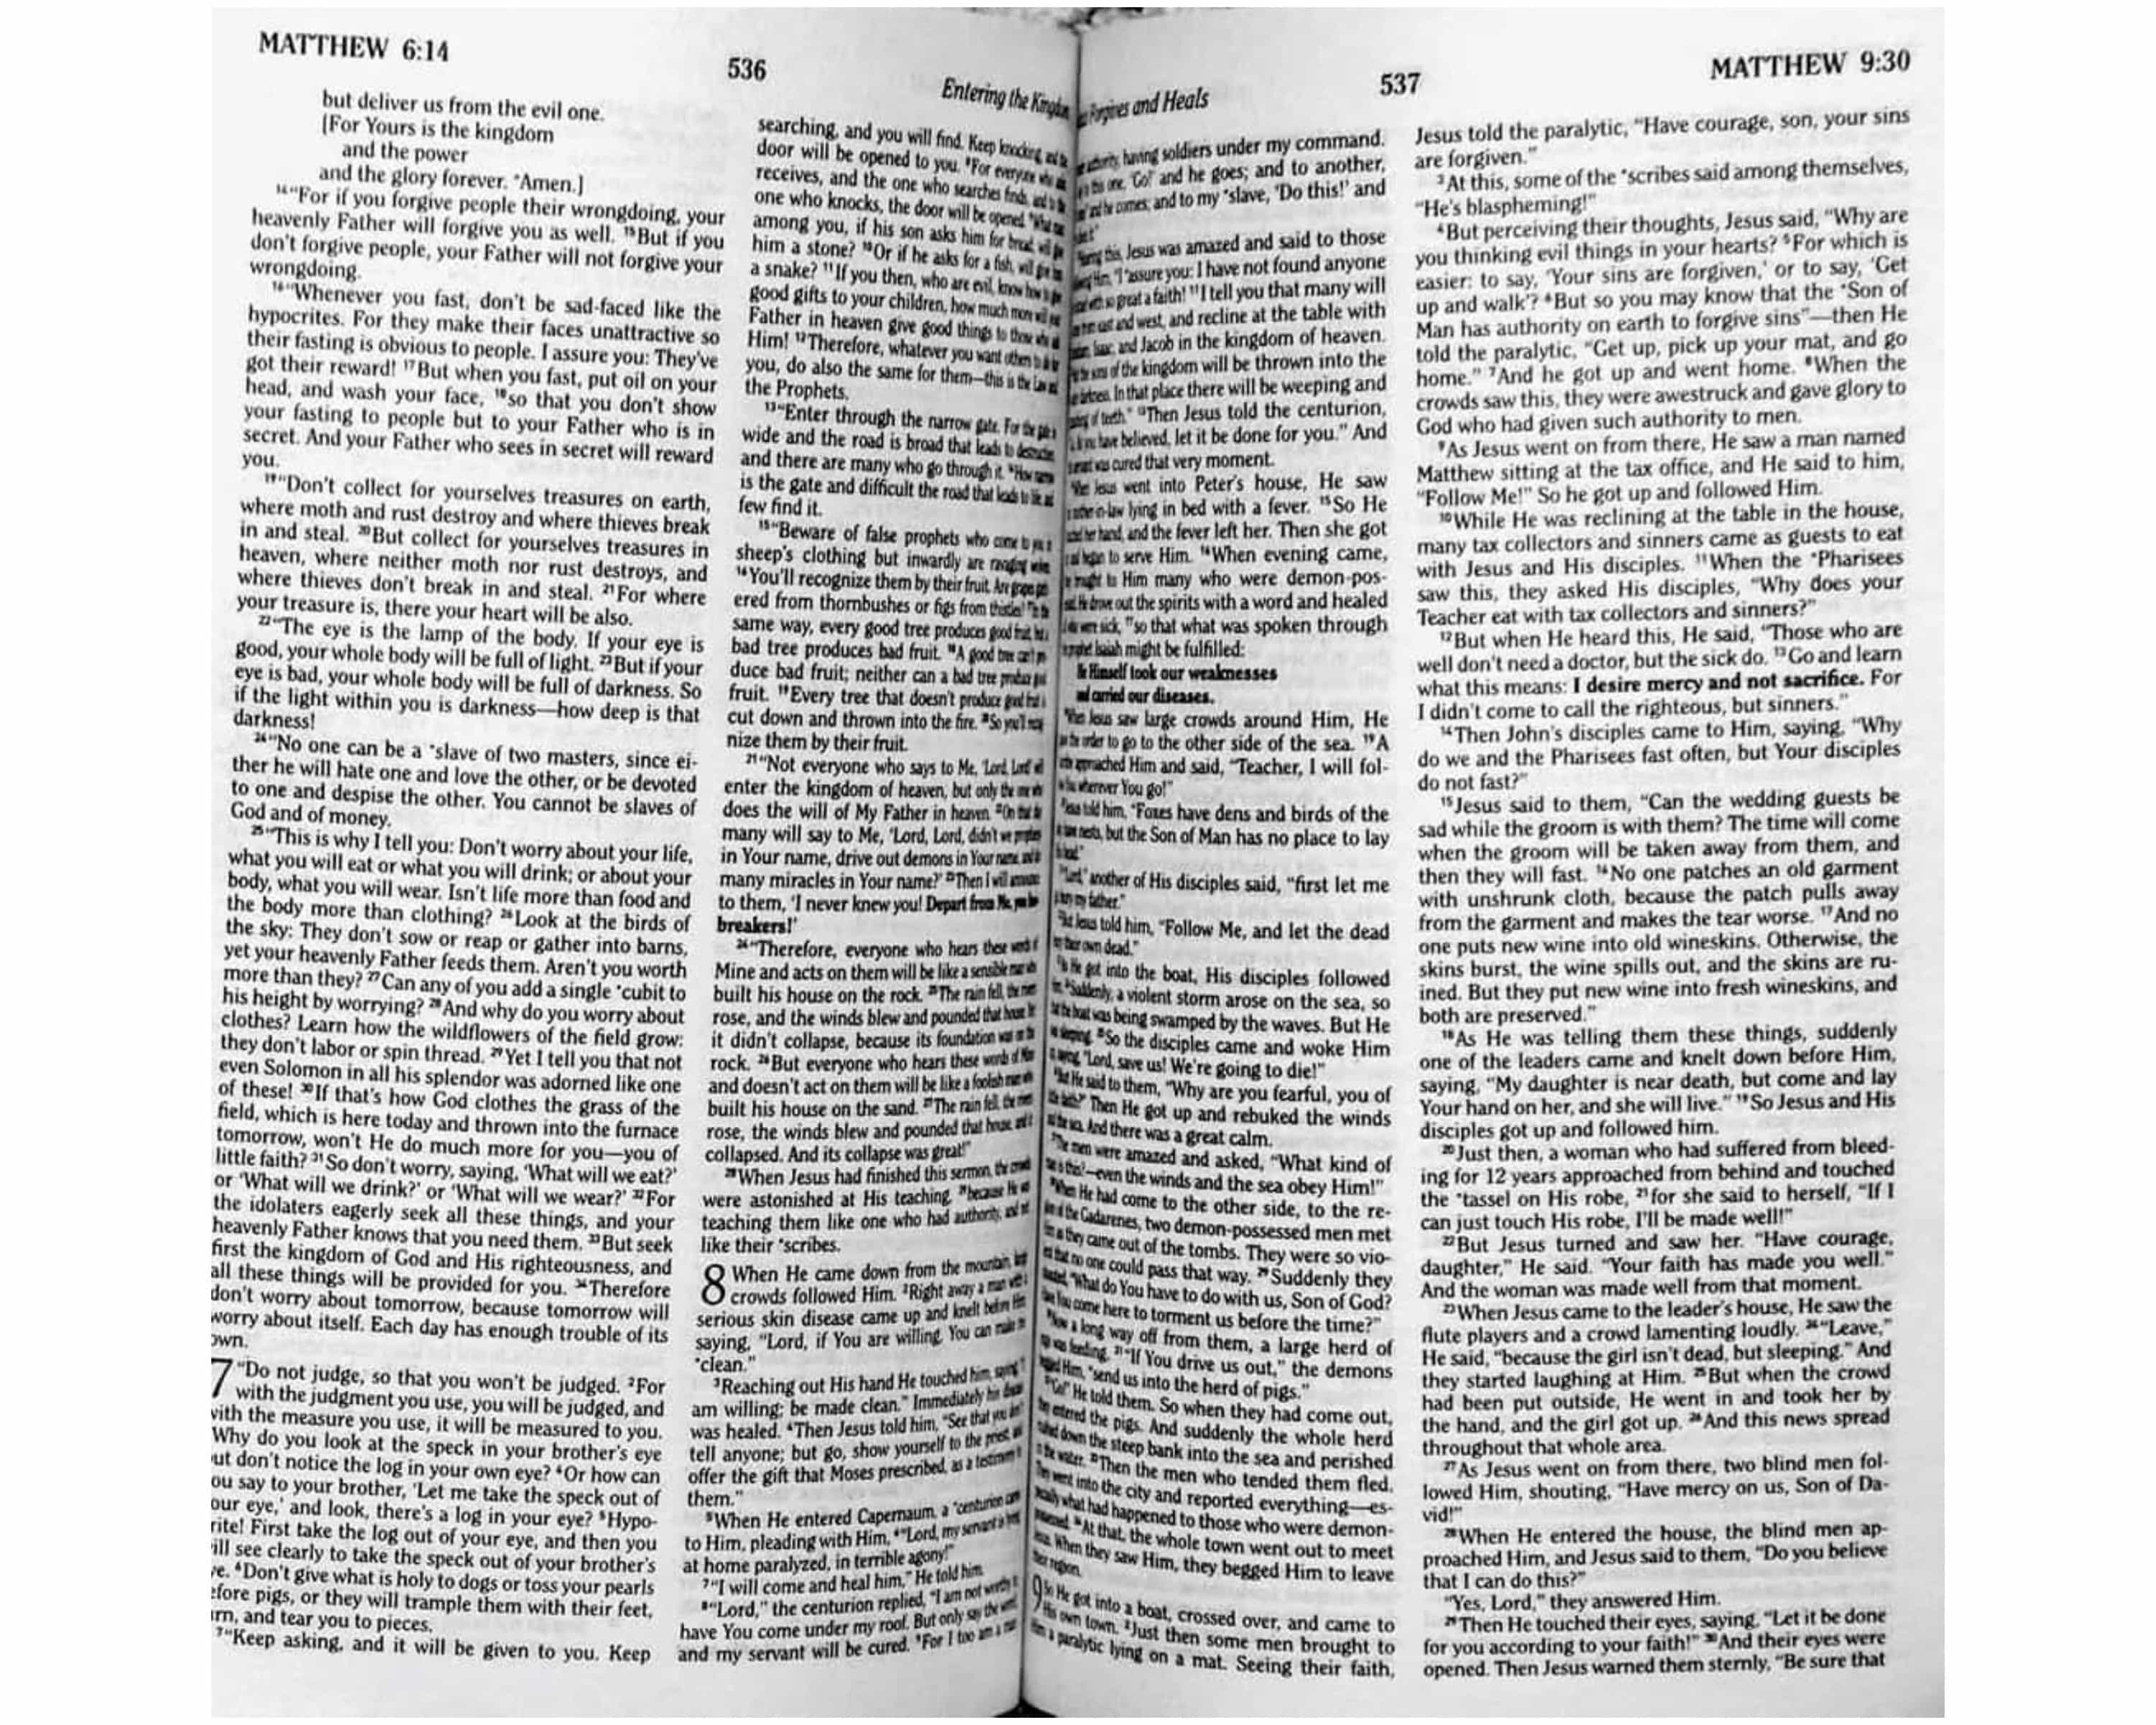 MATTHEW 6:14
536
Entering the
but deliver us from the evil one.
[For Yours is the kingdom
and the power
and the glory forever. *Amen.]
14“For if you forgive people their wrongdoing, your
heavenly Father will forgive you as well. 15But if you
don't forgive people, your Father will not forgive your
wrongdoing.
16“Whenever you fast, don't be sad-faced like the
hypocrites. For they make their faces unattractive so
their fasting is obvious to people. I assure you: They've
got their reward! 17But when you fast, put oil on your
head, and wash your face, 18so that you don't show
your fasting to people but to your Father who is in
secret. And your Father who sees in secret will reward
you.
19“Don't collect for yourselves treasures on earth,
where moth and rust destroy and where thieves break
in and steal. 20But collect for yourselves treasures in
heaven, where neither moth nor rust destroys, and
where thieves don't break in and steal. 21For where
your treasure is, there your heart will be also.
22“The eye is the lamp of the body. If your eye is
good, your whole body will be full of light. 23But if your
eye is bad, your whole body will be full of darkness. So
if the light within you is darkness—how deep is that
darkness!
24“No one can be a *slave of two masters, since ei-
ther he will hate one and love the other, or be devoted
to one and despise the other. You cannot be slaves of
God and of money.
25“This is why I tell you: Don't worry about your life,
what you will eat or what you will drink; or about your
body, what you will wear. Isn't life more than food and
the body more than clothing? 26Look at the birds of
the sky: They don't sow or reap or gather into barns,
yet your heavenly Father feeds them. Aren't you worth
more than they? 27Can any of you add a single *cubit to
his height by worrying? 28And why do you worry about
clothes? Learn how the wildflowers of the field grow:
they don't labor or spin thread. 29Yet I tell you that not
even Solomon in all his splendor was adorned like one
of these! 30If that's how God clothes the grass of the
field, which is here today and thrown into the furnace
tomorrow, won't He do much more for you—you of
little faith? 31So don't worry, saying, ‘What will we eat?’
or ‘What will we drink?’ or ‘What will we wear?’ 32For
the idolaters eagerly seek all these things, and your
heavenly Father knows that you need them. 33But seek
first the kingdom of God and His righteousness, and
all these things will be provided for you. 34Therefore
don't worry about tomorrow, because tomorrow will
worry about itself. Each day has enough trouble of its
own.
7 “Do not judge, so that you won't be judged. 2For
with the judgment you use, you will be judged, and
with the measure you use, it will be measured to you.
Why do you look at the speck in your brother's eye
ut don't notice the log in your own eye? 4Or how can
ou say to your brother, ‘Let me take the speck out of
our eye,’ and look, there's a log in your eye? 5Hypo-
rite! First take the log out of your eye, and then you
ill see clearly to take the speck out of your brother's
ye. 6Don't give what is holy to dogs or toss your pearls
efore pigs, or they will trample them with their feet,
rn, and tear you to pieces.
7“Keep asking, and it will be given to you. Keep
searching, and you will find. Keep knocking, and the
door will be opened to you. 8For everyone who
receives, and the one who searches finds, and to the
one who knocks, the door will be opened.
among you, if his son asks him for bread, will
him a stone? 10Or if he asks for a fish, will
a snake? 11If you then, who are evil, know how to
good gifts to your children, how much more will
Father in heaven give good things to those who
Him! 12Therefore, whatever you want others to do
you, do also the same for them—this is the Law and
the Prophets.
13“Enter through the narrow gate. For the gate is
wide and the road is broad that leads to
and there are many who go through it.
is the gate and difficult the road that leads to life, and
few find it.
15“Beware of false prophets who come to you in
sheep's clothing but inwardly are
16You'll recognize them by their fruit. Are
ered from thornbushes or figs from thistles?
same way, every good tree produces good fruit, but a
bad tree produces bad fruit. 18A good tree can't
duce bad fruit; neither can a bad tree produce good
fruit. 19Every tree that doesn't produce good fruit is
cut down and thrown into the fire. 20So you'll
nize them by their fruit.
21“Not everyone who says to Me, ‘Lord, Lord!’ will
enter the kingdom of heaven, but only the one who
does the will of My Father in heaven. 22On that day
many will say to Me, ‘Lord, Lord, didn't we
in Your name, drive out demons in Your name, and do
many miracles in Your name?’ 23Then I will announce
to them, ‘I never knew you! Depart from Me, you
breakers!’
24“Therefore, everyone who hears these words of
Mine and acts on them will be like a sensible man who
built his house on the rock. 25The rain fell, the
rose, and the winds blew and pounded that house.
it didn't collapse, because its foundation was on the
rock. 26But everyone who hears these words of Mine
and doesn't act on them will be like a foolish man who
built his house on the sand. 27The rain fell, the
rose, the winds blew and pounded that house, and it
collapsed. And its collapse was great!”
28When Jesus had finished this sermon, the crowds
were astonished at His teaching, 29because He was
teaching them like one who had authority, and not
like their *scribes.
8 When He came down from the mountain,
crowds followed Him. 2Right away a man with a
serious skin disease came up and knelt before Him,
saying, “Lord, if You are willing, You can make me
*clean.”
3Reaching out His hand He touched him, saying,
am willing; be made clean.” Immediately his disease
was healed. 4Then Jesus told him, “See that you don't
tell anyone; but go, show yourself to the priest, and
offer the gift that Moses prescribed, as a testimony to
them.”
5When He entered Capernaum, a *centurion came
to Him, pleading with Him, 6“Lord, my servant is lying
at home paralyzed, in terrible agony!”
7“I will come and heal him,” He told him.
8“Lord,” the centurion replied, “I am not worthy to
have You come under my roof. But only say the word,
and my servant will be cured. 9For I too am a man
Forgives and Heals
537
MATTHEW 9:30
authority, having soldiers under my command.
to this one, ‘Go!’ and he goes; and to another,
and he comes; and to my *slave, ‘Do this!’ and
this, Jesus was amazed and said to those
Him, “I assure you: I have not found anyone
with so great a faith! 11I tell you that many will
from east and west, and recline at the table with
Isaac, and Jacob in the kingdom of heaven.
the sons of the kingdom will be thrown into the
darkness. In that place there will be weeping and
of teeth.” 13Then Jesus told the centurion,
have believed, let it be done for you.” And
was cured that very moment.
Jesus went into Peter's house, He saw
lying in bed with a fever. 15So He
her hand, and the fever left her. Then she got
to serve Him. 16When evening came,
to Him many who were demon-pos-
He drove out the spirits with a word and healed
were sick, 17so that what was spoken through
prophet Isaiah might be fulfilled:
He Himself took our weaknesses
and carried our diseases.
Jesus saw large crowds around Him, He
order to go to the other side of the sea. 19A
approached Him and said, “Teacher, I will fol-
wherever You go!”
Jesus told him, “Foxes have dens and birds of the
nests, but the Son of Man has no place to lay
“Lord,” another of His disciples said, “first let me
bury my father.”
But Jesus told him, “Follow Me, and let the dead
their own dead.”
He got into the boat, His disciples followed
Suddenly, a violent storm arose on the sea, so
the boat was being swamped by the waves. But He
sleeping. 25So the disciples came and woke Him
“Lord, save us! We're going to die!”
He said to them, “Why are you fearful, you of
faith?” Then He got up and rebuked the winds
the sea. And there was a great calm.
The men were amazed and asked, “What kind of
is this?—even the winds and the sea obey Him!”
When He had come to the other side, to the re-
of the Gadarenes, two demon-possessed men met
they came out of the tombs. They were so vio-
that no one could pass that way. 29Suddenly they
“What do You have to do with us, Son of God?
You come here to torment us before the time?”
a long way off from them, a large herd of
was feeding. 31“If You drive us out,” the demons
Him, “send us into the herd of pigs.”
“Go!” He told them. So when they had come out,
entered the pigs. And suddenly the whole herd
down the steep bank into the sea and perished
the water. 33Then the men who tended them fled.
went into the city and reported everything—es-
what had happened to those who were demon-
34At that, the whole town went out to meet
When they saw Him, they begged Him to leave
their region.
9 So He got into a boat, crossed over, and came to
His own town. 2Just then some men brought to
Him a paralytic lying on a mat. Seeing their faith,
Jesus told the paralytic, “Have courage, son, your sins
are forgiven.”
3At this, some of the *scribes said among themselves,
“He's blaspheming!”
4But perceiving their thoughts, Jesus said, “Why are
you thinking evil things in your hearts? 5For which is
easier: to say, ‘Your sins are forgiven,’ or to say, ‘Get
up and walk’? 6But so you may know that the *Son of
Man has authority on earth to forgive sins”—then He
told the paralytic, “Get up, pick up your mat, and go
home.” 7And he got up and went home. 8When the
crowds saw this, they were awestruck and gave glory to
God who had given such authority to men.
9As Jesus went on from there, He saw a man named
Matthew sitting at the tax office, and He said to him,
“Follow Me!” So he got up and followed Him.
10While He was reclining at the table in the house,
many tax collectors and sinners came as guests to eat
with Jesus and His disciples. 11When the *Pharisees
saw this, they asked His disciples, “Why does your
Teacher eat with tax collectors and sinners?”
12But when He heard this, He said, “Those who are
well don't need a doctor, but the sick do. 13Go and learn
what this means: I desire mercy and not sacrifice. For
I didn't come to call the righteous, but sinners.”
14Then John's disciples came to Him, saying, “Why
do we and the Pharisees fast often, but Your disciples
do not fast?”
15Jesus said to them, “Can the wedding guests be
sad while the groom is with them? The time will come
when the groom will be taken away from them, and
then they will fast. 16No one patches an old garment
with unshrunk cloth, because the patch pulls away
from the garment and makes the tear worse. 17And no
one puts new wine into old wineskins. Otherwise, the
skins burst, the wine spills out, and the skins are ru-
ined. But they put new wine into fresh wineskins, and
both are preserved.”
18As He was telling them these things, suddenly
one of the leaders came and knelt down before Him,
saying, “My daughter is near death, but come and lay
Your hand on her, and she will live.” 19So Jesus and His
disciples got up and followed him.
20Just then, a woman who had suffered from bleed-
ing for 12 years approached from behind and touched
the *tassel on His robe, 21for she said to herself, “If I
can just touch His robe, I'll be made well!”
22But Jesus turned and saw her. “Have courage,
daughter,” He said. “Your faith has made you well.”
And the woman was made well from that moment.
23When Jesus came to the leader's house, He saw the
flute players and a crowd lamenting loudly. 24“Leave,”
He said, “because the girl isn't dead, but sleeping.” And
they started laughing at Him. 25But when the crowd
had been put outside, He went in and took her by
the hand, and the girl got up. 26And this news spread
throughout that whole area.
27As Jesus went on from there, two blind men fol-
lowed Him, shouting, “Have mercy on us, Son of Da-
vid!”
28When He entered the house, the blind men ap-
proached Him, and Jesus said to them, “Do you believe
that I can do this?”
“Yes, Lord,” they answered Him.
29Then He touched their eyes, saying, “Let it be done
for you according to your faith!” 30And their eyes were
opened. Then Jesus warned them sternly, “Be sure that